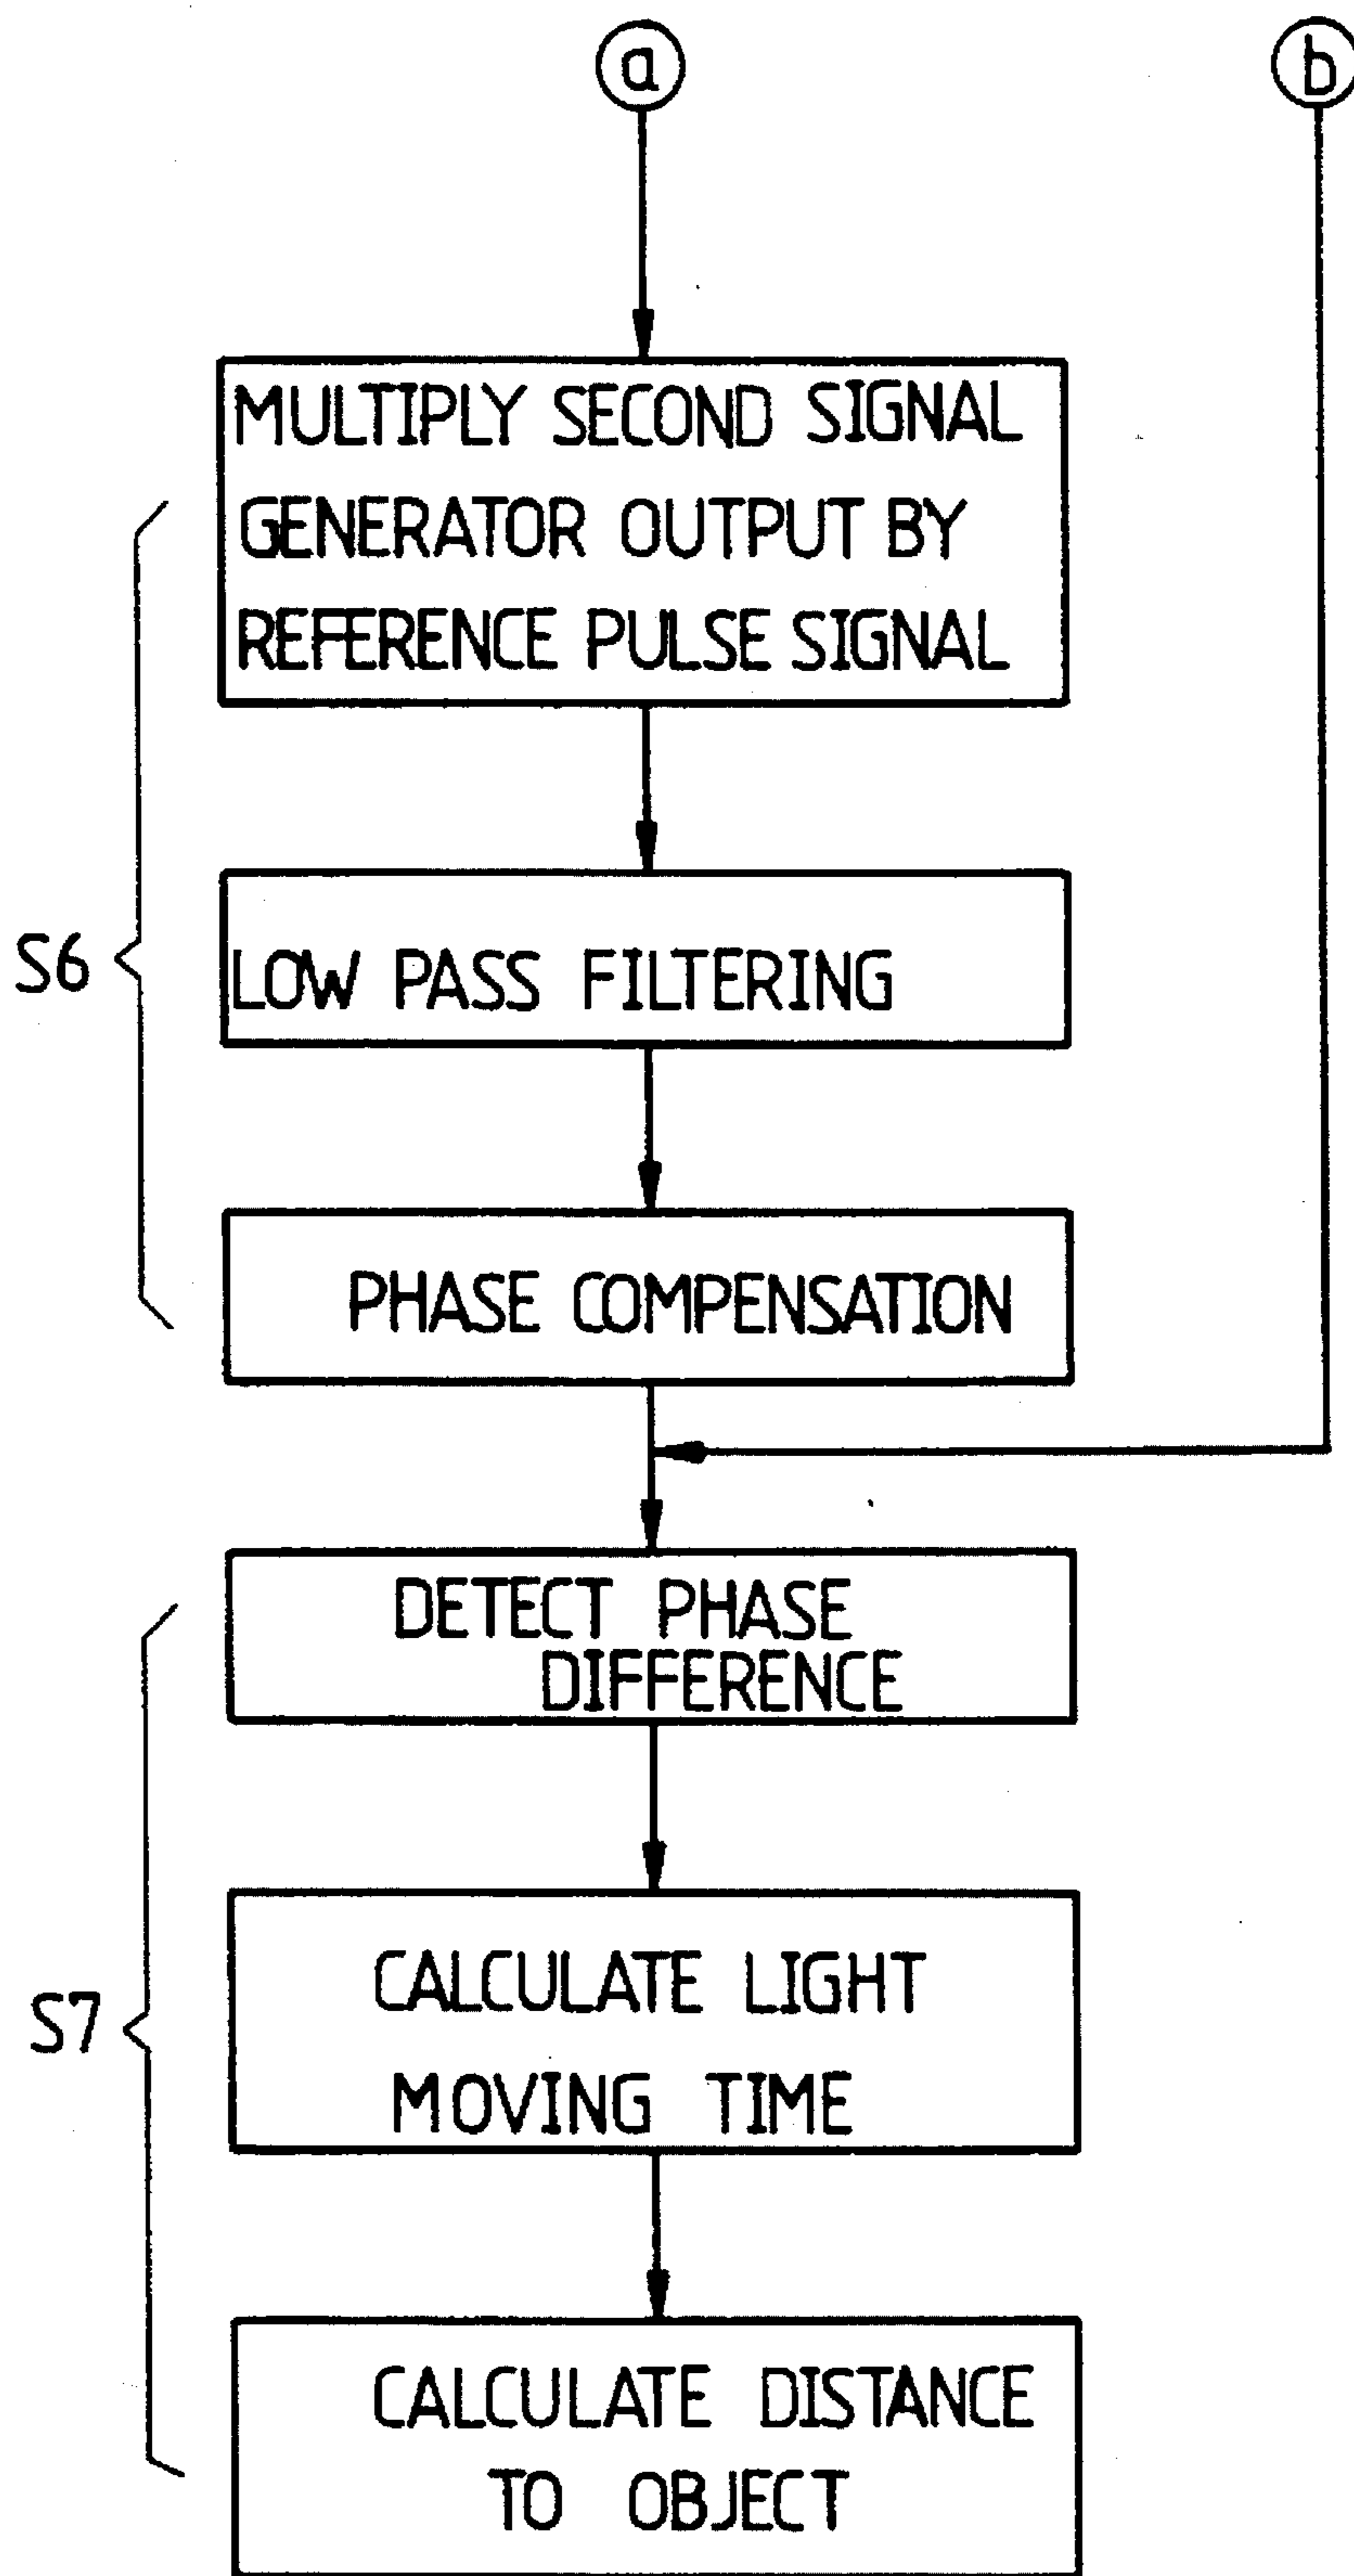 a
b
MULTIPLY SECOND SIGNAL
GENERATOR OUTPUT BY
REFERENCE PULSE SIGNAL
S6
LOW PASS FILTERING
PHASE COMPENSATION
DETECT PHASE
DIFFERENCE
S7
CALCULATE LIGHT
MOVING TIME
CALCULATE DISTANCE
TO OBJECT